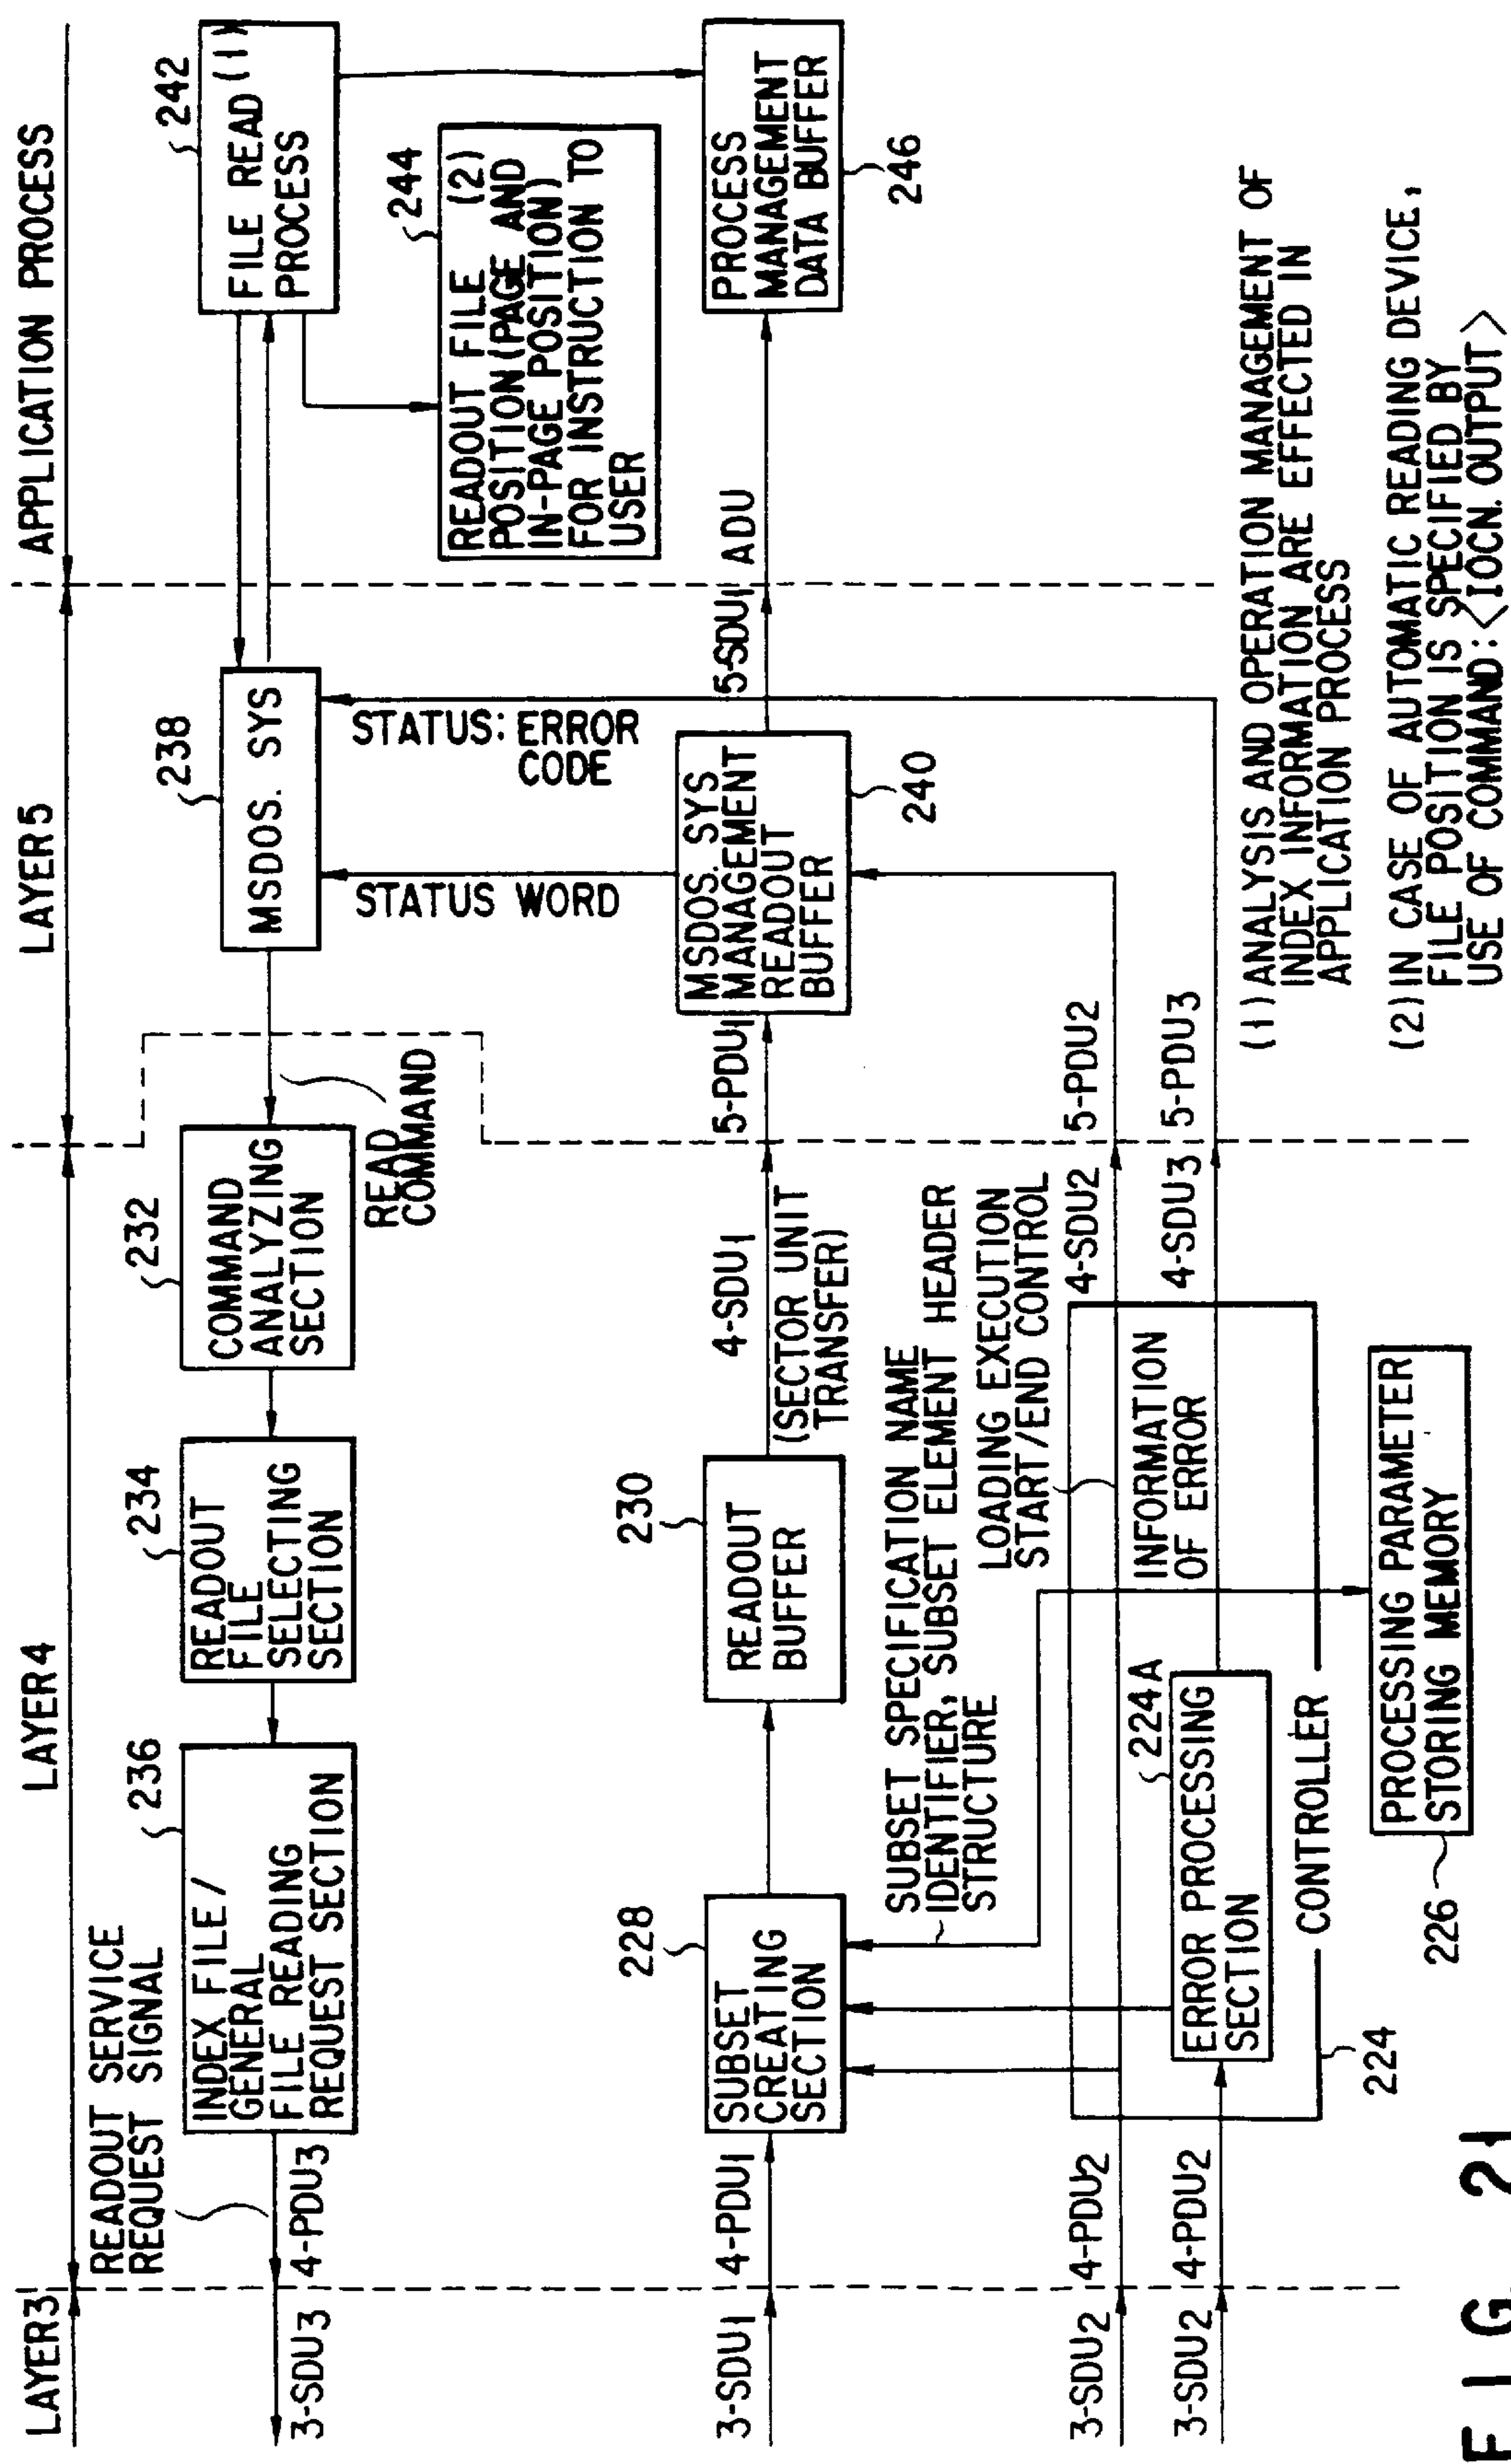 LAYER3
LAYER4
LAYER5
APPLICATION PROCESS
READOUT SERVICE
REQUEST SIGNAL
236
INDEX FILE /
GENERAL
FILE READING
REQUEST SECTION
234
READOUT
FILE
SELECTING
SECTION
232
COMMAND
ANALYZING
SECTION
READ
COMMAND
238
MSDOS. SYS
242
FILE READ (1)
PROCESS
3-SDU3
4-PDU3
STATUS: ERROR
CODE
STATUS WORD
244
READOUT FILE (2)
POSITION (PAGE AND
IN-PAGE POSITION)
FOR INSTRUCTION TO
USER
3-SDU1
4-PDU1
228
SUBSET
CREATING
SECTION
230
READOUT
BUFFER
4-SDU1
(SECTOR UNIT
TRANSFER)
5-PDU1
MSDOS. SYS
MANAGEMENT
READOUT
BUFFER
240
5-SDU1
ADU
PROCESS
MANAGEMENT
DATA BUFFER
246
SUBSET SPECIFICATION NAME
IDENTIFIER, SUBSET ELEMENT HEADER
STRUCTURE
LOADING EXECUTION
START/END CONTROL
3-SDU2
4-PDU2
4-SDU2
5-PDU2
INFORMATION
OF ERROR
3-SDU2
4-PDU2
224A
ERROR PROCESSING
SECTION
4-SDU3
5-PDU3
CONTROLLER
224
PROCESSING PARAMETER
STORING MEMORY
226
(1) ANALYSIS AND OPERATION MANAGEMENT OF
INDEX INFORMATION ARE EFFECTED IN
APPLICATION PROCESS
(2) IN CASE OF AUTOMATIC READING DEVICE,
FILE POSITION IS SPECIFIED BY
USE OF COMMAND:<IOCN. OUTPUT>
FIG. 21